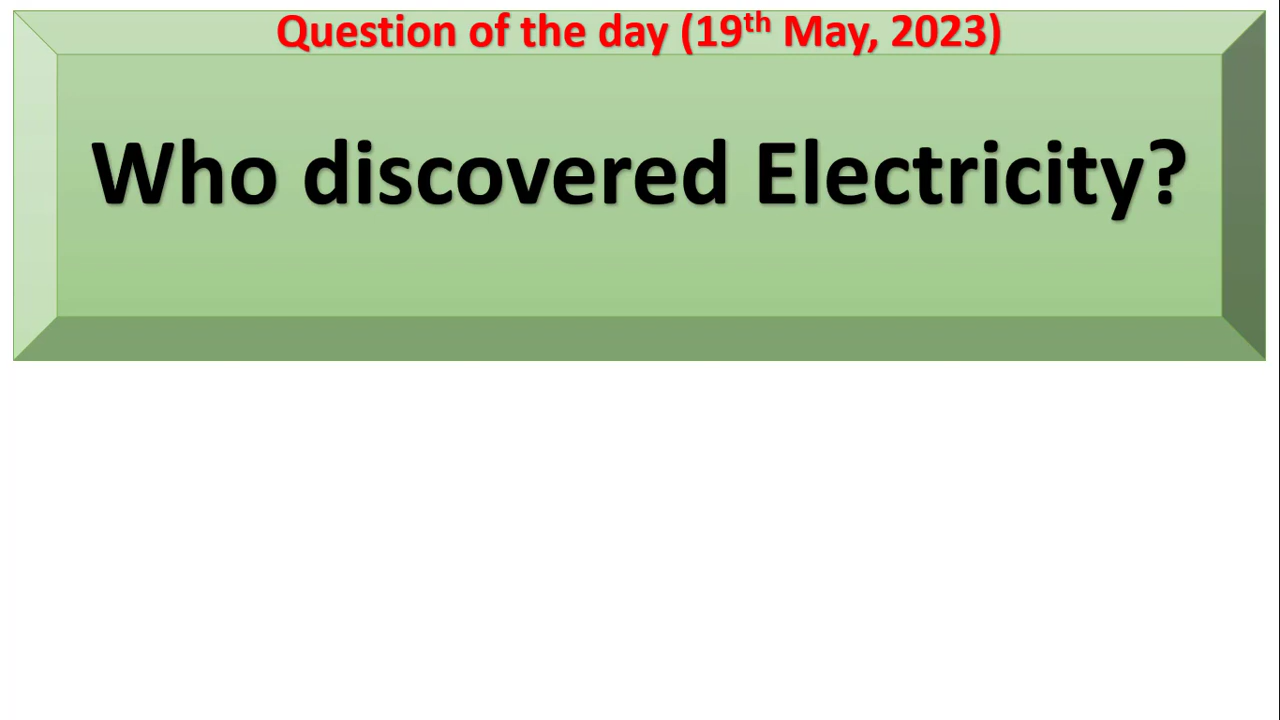 Question of the day (19th May, 2023)
Who discovered Electricity?